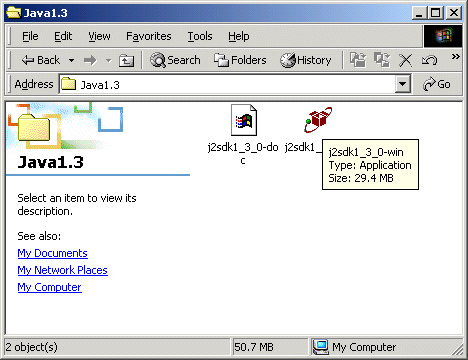 Java1.3
File Edit View Favorites Tools Help
Back Search Folders History
Address Java1.3 Go
j2sdk1_3_0-do
c
j2sdk1_
j2sdk1_3_0-win
Type: Application
Size: 29.4 MB
Java1.3
Select an item to view its
description.
See also:
My Documents
My Network Places
My Computer
2 object(s) 50.7 MB My Computer